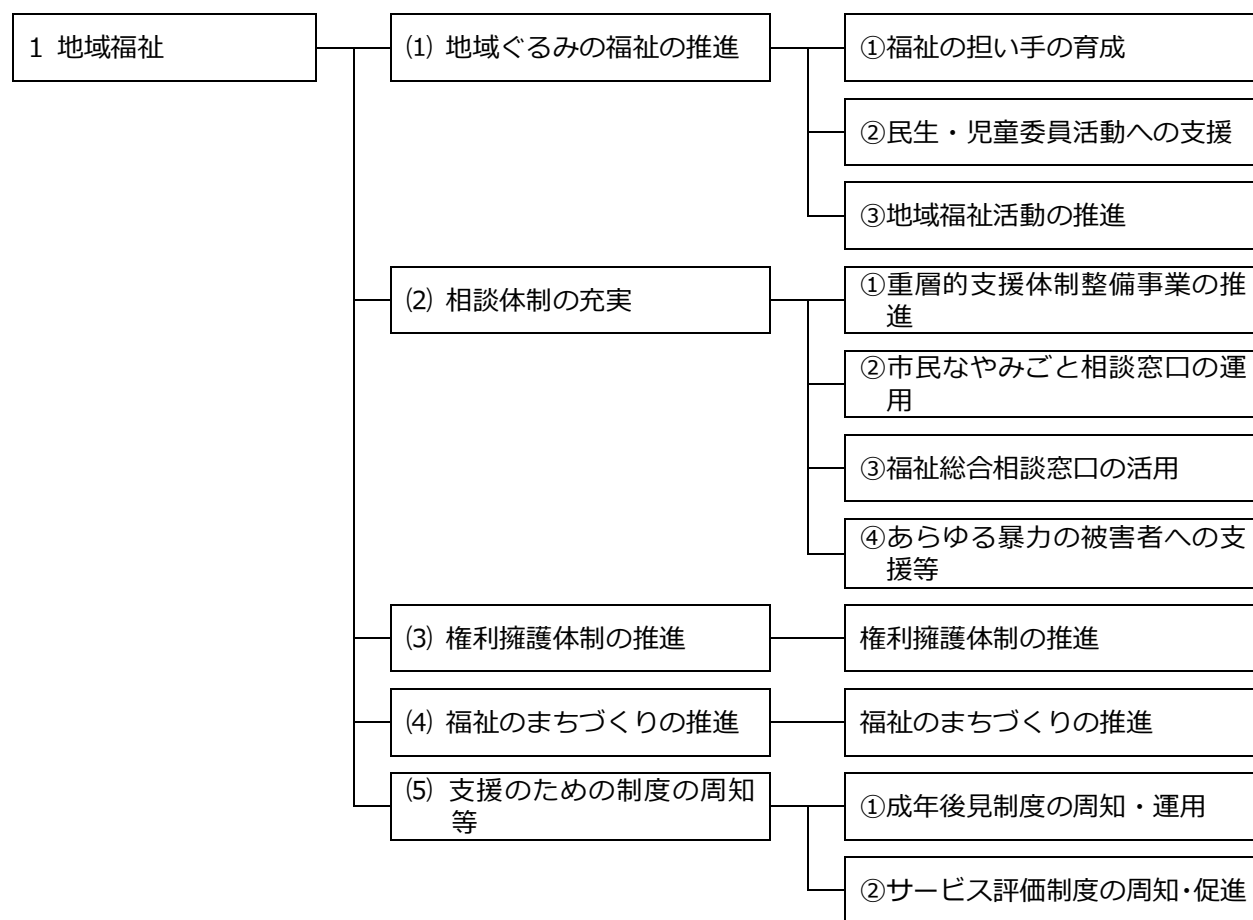 1 地域福祉
⑴ 地域ぐるみの福祉の推進
①福祉の担い手の育成
②民生・児童委員活動への支援
③地域福祉活動の推進
⑵ 相談体制の充実
①重層的支援体制整備事業の推
進
②市民なやみごと相談窓口の運
用
③福祉総合相談窓口の活用
④あらゆる暴力の被害者への支
援等
⑶ 権利擁護体制の推進
権利擁護体制の推進
⑷ 福祉のまちづくりの推進
福祉のまちづくりの推進
⑸ 支援のための制度の周知
等
①成年後見制度の周知・運用
②サービス評価制度の周知・促進